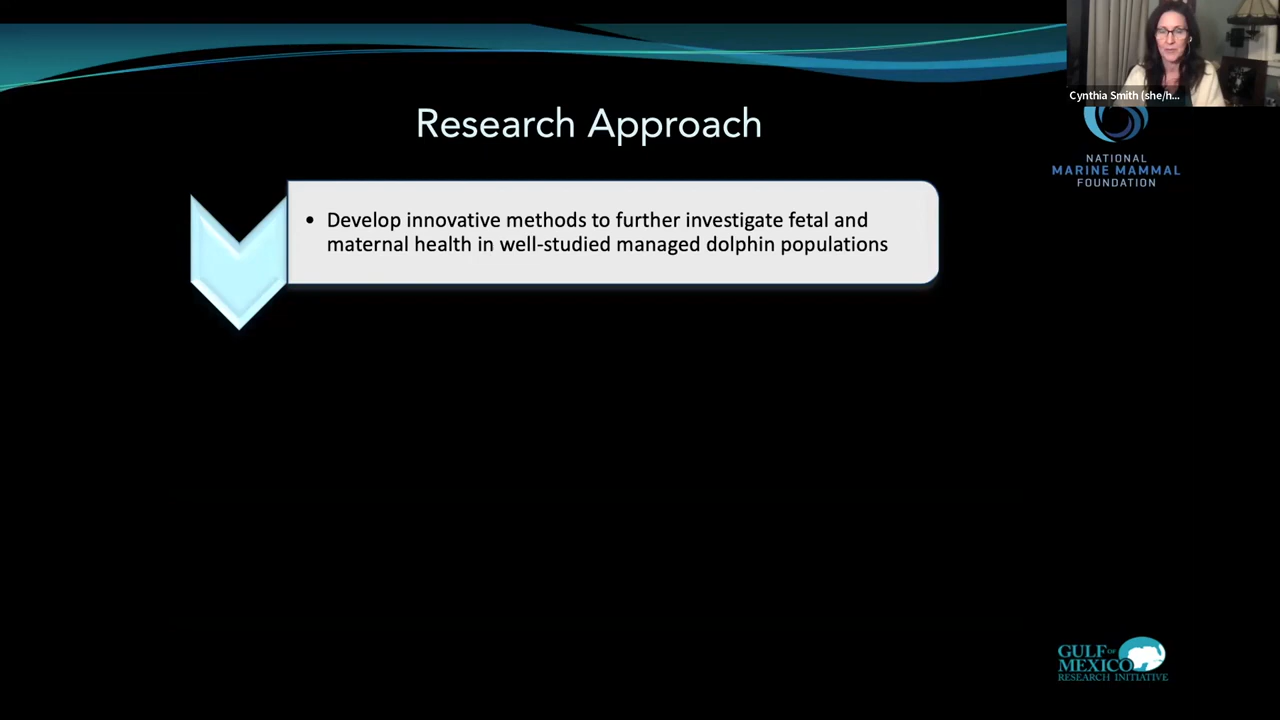 Cynthia Smith (she/h...
Research Approach
NATIONAL
MARINE MAMMAL
FOUNDATION
• Develop innovative methods to further investigate fetal and
maternal health in well-studied managed dolphin populations
GULF OF
MEXICO
RESEARCH INITIATIVE